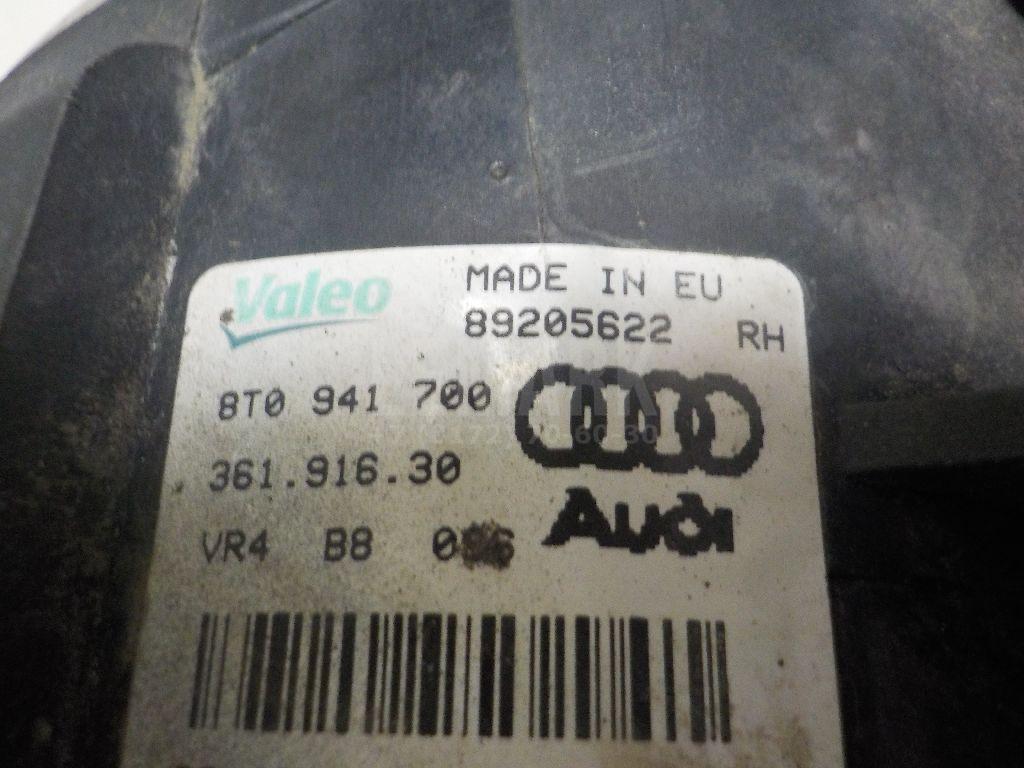 Valeo MADE IN EU
89205622 RH
8T0 941 700
361.916.30
VR4 B8
Audi